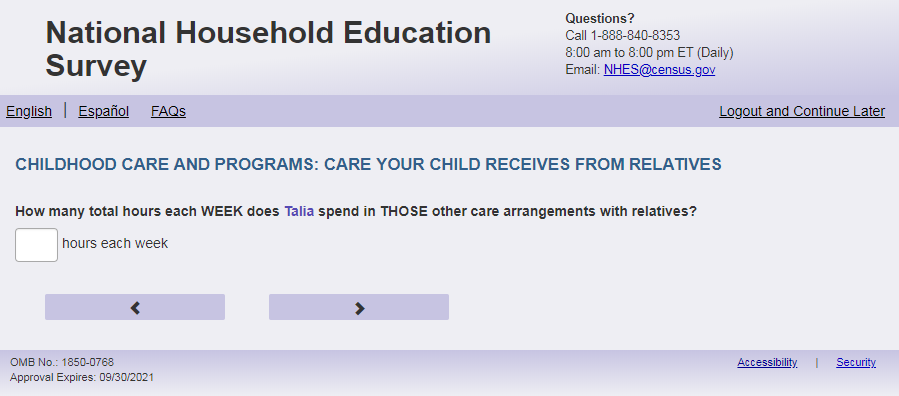 National Household Education
Survey
Questions?
Call 1-888-840-8353
8:00 am to 8:00 pm ET (Daily)
Email: NHES@census.gov
English | Español FAQs Logout and Continue Later
CHILDHOOD CARE AND PROGRAMS: CARE YOUR CHILD RECEIVES FROM RELATIVES
How many total hours each WEEK does Talia spend in THOSE other care arrangements with relatives?
hours each week
OMB No.: 1850-0768
Approval Expires: 09/30/2021
Accessibility | Security